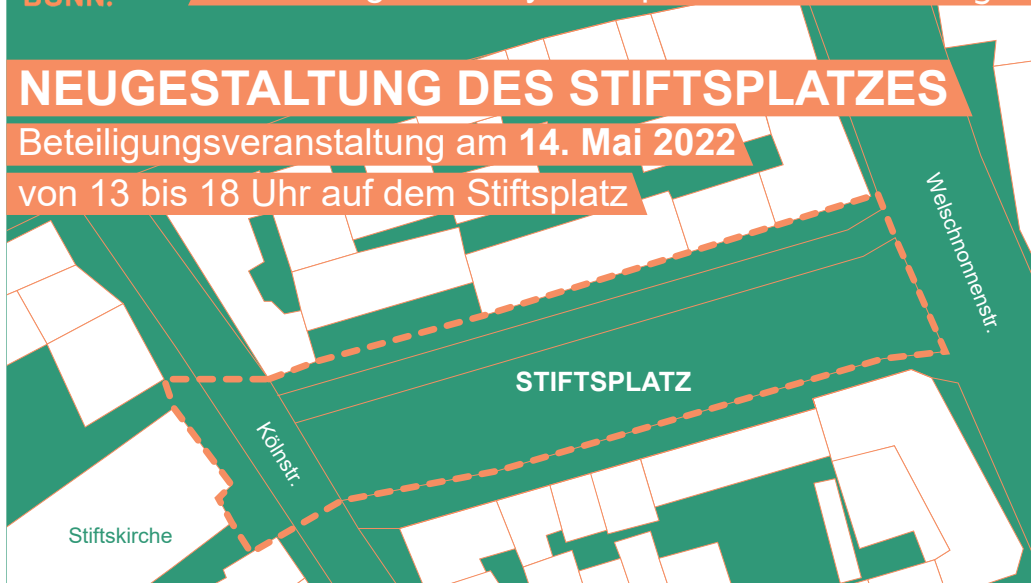 BONN.
NEUGESTALTUNG DES STIFTSPLATZES
Beteiligungsveranstaltung am 14. Mai 2022
von 13 bis 18 Uhr auf dem Stiftsplatz
Welschnonnenstr.
STIFTSPLATZ
Kölnstr.
Stiftskirche